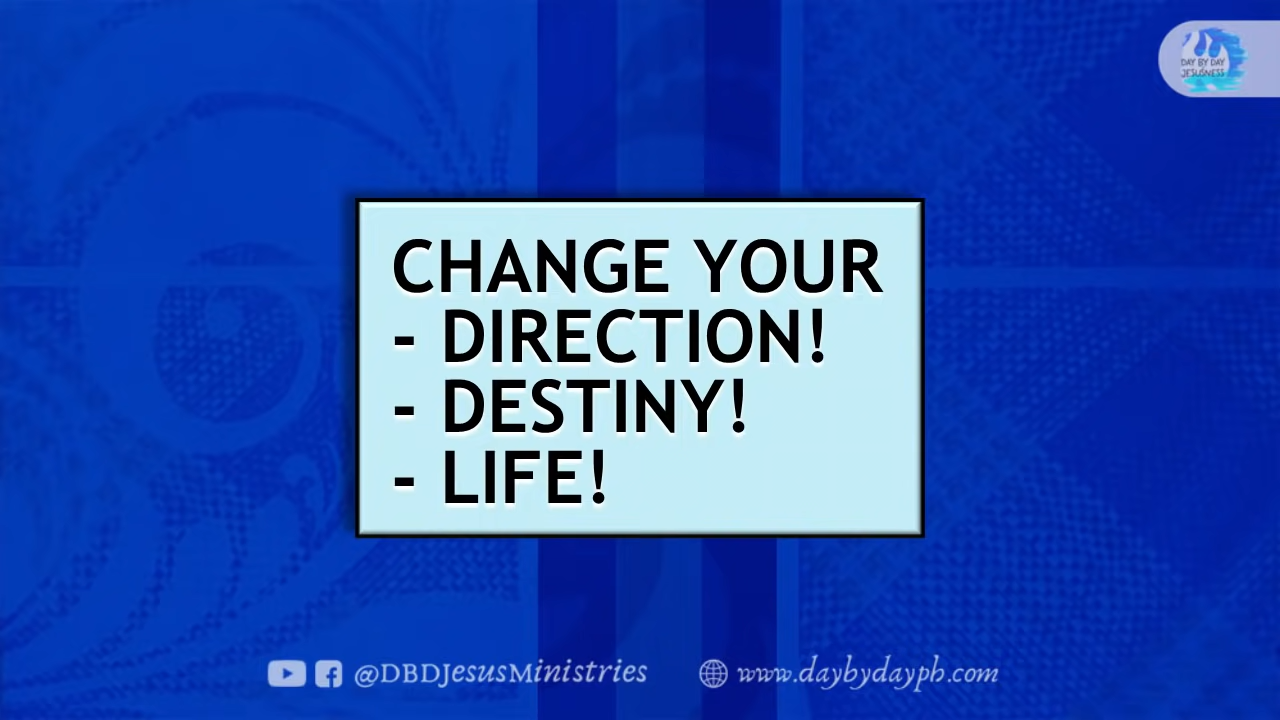 DAY BY DAY
JESUSNESS
CHANGE YOUR
- DIRECTION!
- DESTINY!
- LIFE!
@DBDJesusMinistries
www.daybydayph.com